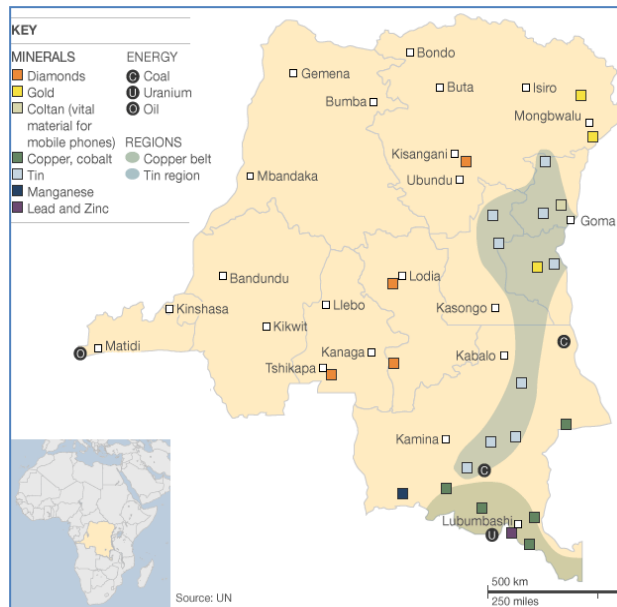 KEY
MINERALS
Diamonds
Gold
Coltan (vital
material for
mobile phones)
Copper, cobalt
Tin
Manganese
Lead and Zinc
ENERGY
C Coal
U Uranium
O Oil
REGIONS
Copper belt
Tin region
Bondo
Gemena
Buta
Isiro
Bumba
Mongbwalu
Kisangani
Mbandaka
Ubundu
Goma
Bandundu
Lodia
Kinshasa
Llebo
Kasongo
Kikwit
Matidi
O
Kanaga
Kabalo
C
Tshikapa
Kamina
C
Lubumbashi
U
Source: UN
500 km
250 miles